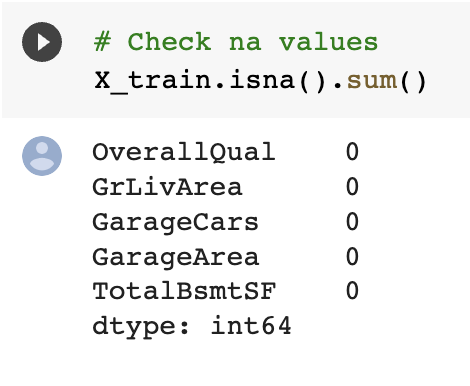 # Check na values
X_train.isna().sum()
OverallQual 0
GrLivArea 0
GarageCars 0
GarageArea 0
TotalBsmtSF 0
dtype: int64